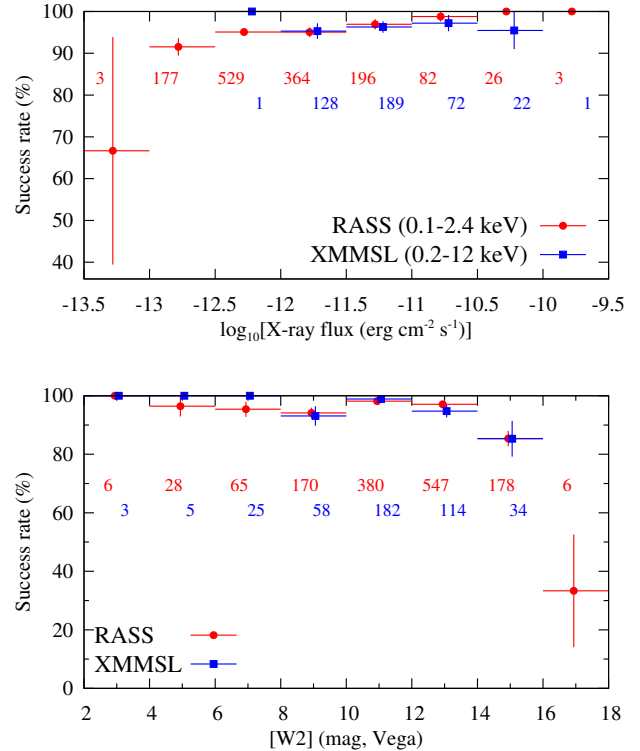 100
90
80
70
60
50
40
Success rate (%)
3 177 529 364 196 82 26 3
1 128 189 72 22 1
RASS (0.1-2.4 keV)
XMMSL (0.2-12 keV)
-13.5 -13 -12.5 -12 -11.5 -11 -10.5 -10 -9.5
log10[X-ray flux (erg cm-2 s-1)]
100
80
60
40
20
0
Success rate (%)
6 28 65 170 380 547 178 6
3 5 25 58 182 114 34
RASS
XMMSL
2 4 6 8 10 12 14 16 18
[W2] (mag, Vega)